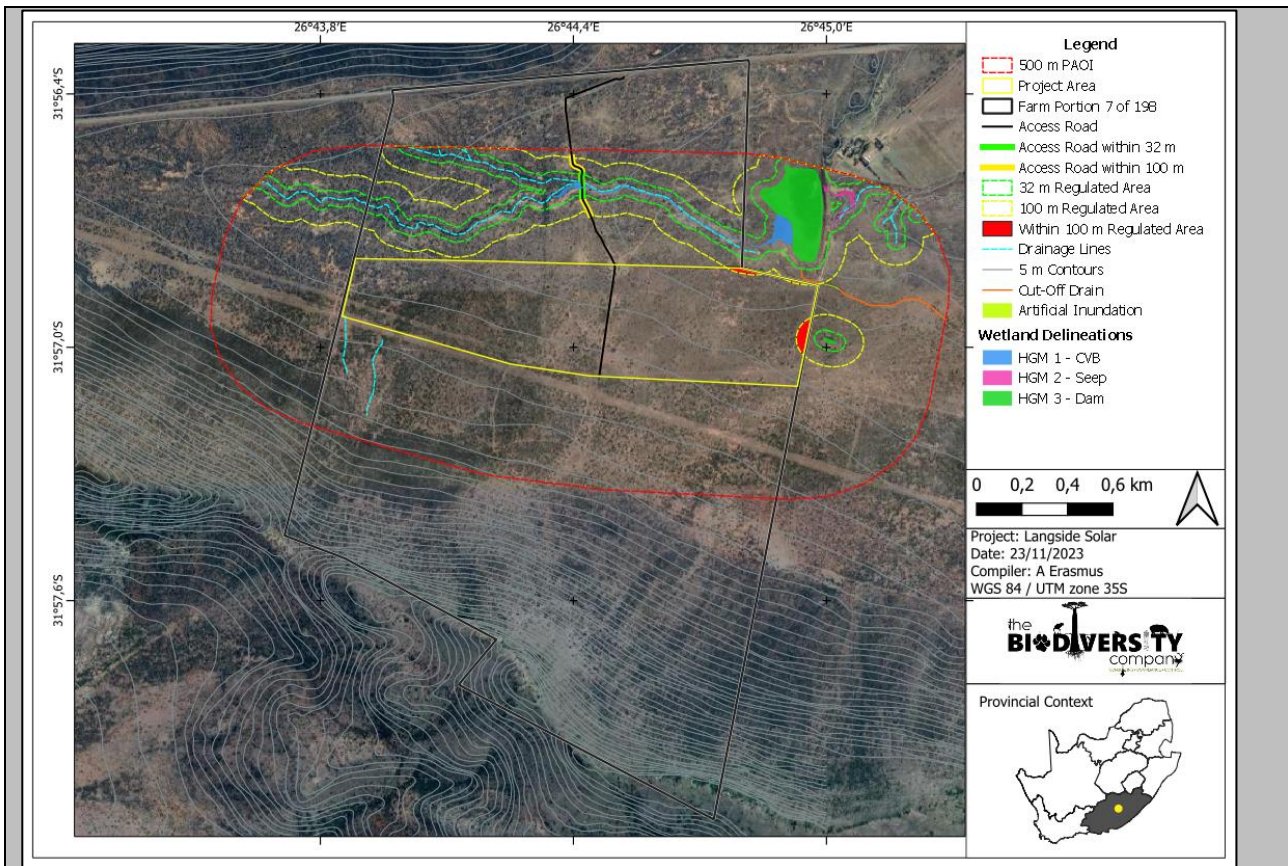 26°43,8'E 26°44,4'E 26°45,0'E
31°56,4'S
31°57,0'S
31°57,6'S
Legend
500 m PAOI
Project Area
Farm Portion 7 of 198
Access Road
Access Road within 32 m
Access Road within 100 m
32 m Regulated Area
100 m Regulated Area
Within 100 m Regulated Area
Drainage Lines
5 m Contours
Cut-Off Drain
Artificial Inundation
Wetland Delineations
HGM 1 - CVB
HGM 2 - Seep
HGM 3 - Dam
0 0,2 0,4 0,6 km
Project: Langside Solar
Date: 23/11/2023
Compiler: A Erasmus
WGS 84 / UTM zone 35S
the
BIODIVERSITY
company
Provincial Context